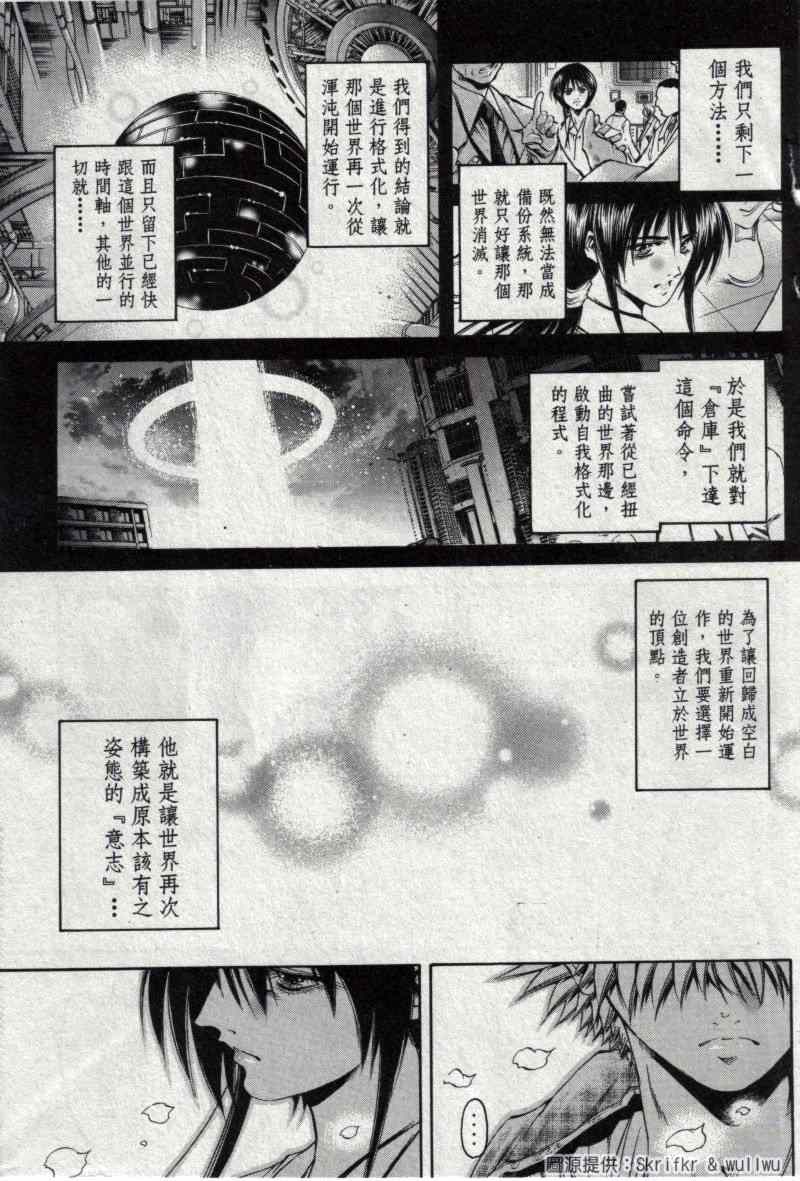 我們只剩下一
個方法……
既然無法當成
備份系統，那
就只好讓那個
世界消滅。
我們得到的結論就
是進行格式化，讓
那個世界再一次從
渾沌開始運行。
而且只留下已經快
跟這個世界並行的
時間軸，其他的一
切就……
於是我們就對
『倉庫』下達
這個命令，
嘗試著從已經扭
曲的世界那邊，
啟動自我格式化
的程式。
為了讓回歸成空白
的世界重新開始運
作，我們要選擇一
位創造者立於世界
的頂點。
他就是讓世界再次
構築成原本該有之
姿態的『意志』…
…
圖源提供：Skrifkr & wullwu